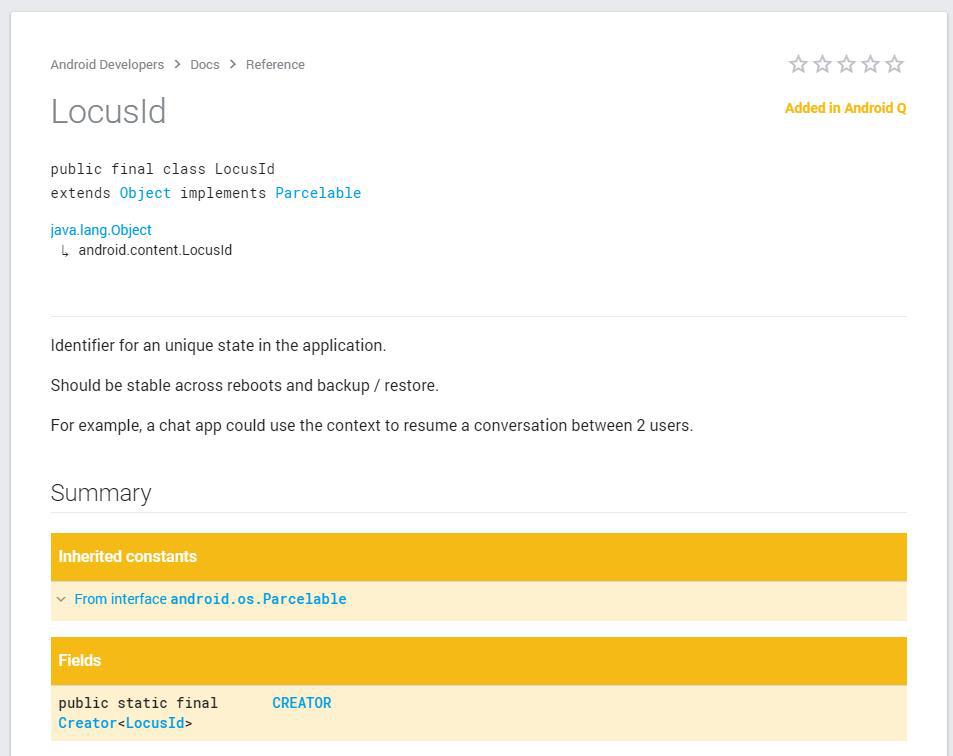 Android Developers > Docs > Reference
LocusId
Added in Android Q
public final class LocusId
extends Object implements Parcelable
java.lang.Object
↳ android.content.LocusId
Identifier for an unique state in the application.
Should be stable across reboots and backup / restore.
For example, a chat app could use the context to resume a conversation between 2 users.
Summary
Inherited constants
From interface android.os.Parcelable
Fields
public static final CREATOR
Creator<LocusId>